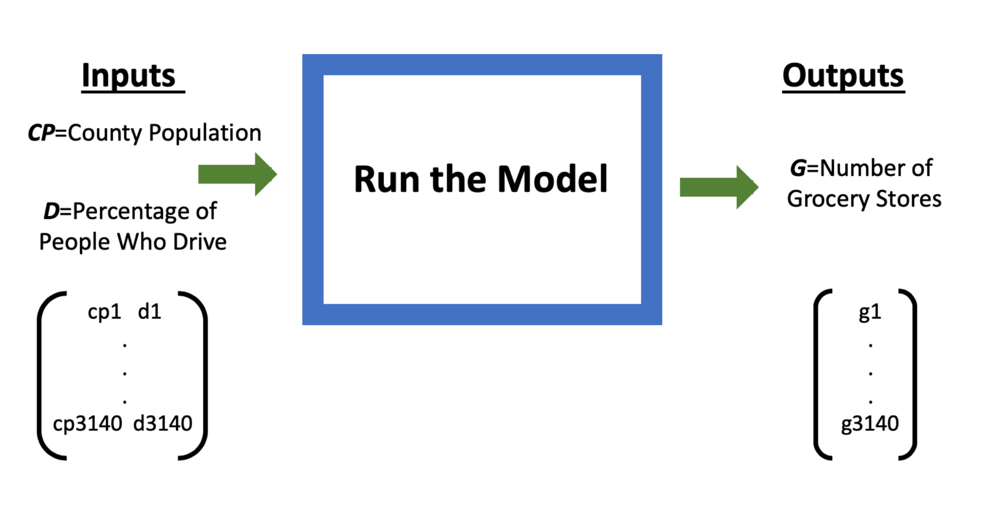 Inputs
CP=County Population
D=Percentage of
People Who Drive
cp1 d1
.
.
.
cp3140 d3140
Run the Model
Outputs
G=Number of
Grocery Stores
g1
.
.
.
g3140